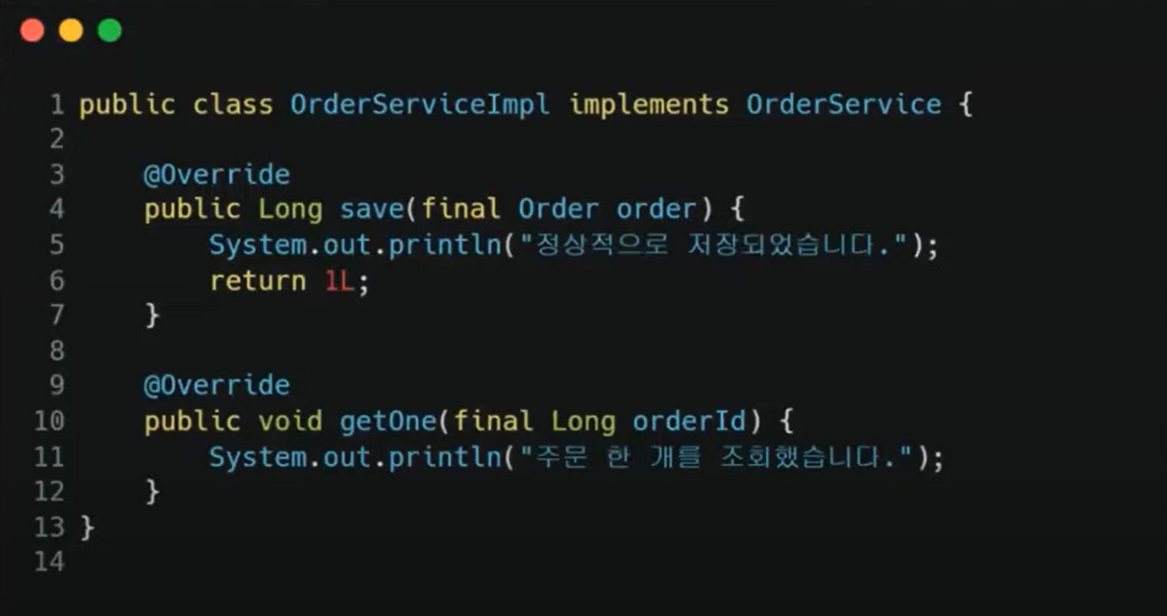 1 public class OrderServiceImpl implements OrderService {
2
3     @Override
4     public Long save(final Order order) {
5         System.out.println("정상적으로 저장되었습니다.");
6         return 1L;
7     }
8
9     @Override
10     public void getOne(final Long orderId) {
11         System.out.println("주문 한 개를 조회했습니다.");
12     }
13 }
14